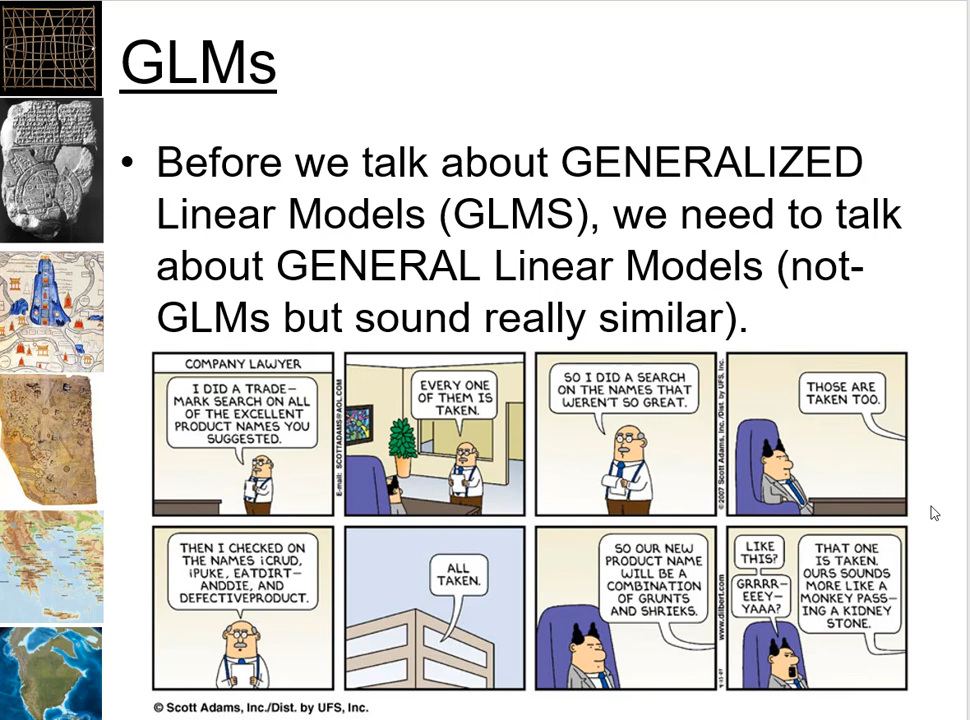 GLMs
• Before we talk about GENERALIZED
Linear Models (GLMS), we need to talk
about GENERAL Linear Models (not-
GLMs but sound really similar).
COMPANY LAWYER
I DID A TRADE-
MARK SEARCH ON ALL
OF THE EXCELLENT
PRODUCT NAMES YOU
SUGGESTED.
E-mail: SCOTTADAMS@AOL.COM
EVERY ONE
OF THEM IS
TAKEN.
SO I DID A SEARCH
ON THE NAMES THAT
WEREN'T SO GREAT.
©2007 Scott Adams, Inc./Dist. by UFS, Inc.
THOSE ARE
TAKEN TOO.
THEN I CHECKED ON
THE NAMES iCRUD,
iPUKE, EATDIRT-
ANDDIE, AND
DEFECTIVEPRODUCT.
ALL
TAKEN.
SO OUR NEW
PRODUCT NAME
WILL BE A
COMBINATION
OF GRUNTS
AND SHRIEKS.
www.dilbert.com
LIKE
THIS?
GRRRR-
EEEY-
YAAA?
THAT ONE
IS TAKEN.
OURS SOUNDS
MORE LIKE A
MONKEY PASS-
ING A KIDNEY
STONE.
© Scott Adams, Inc./Dist. by UFS, Inc.